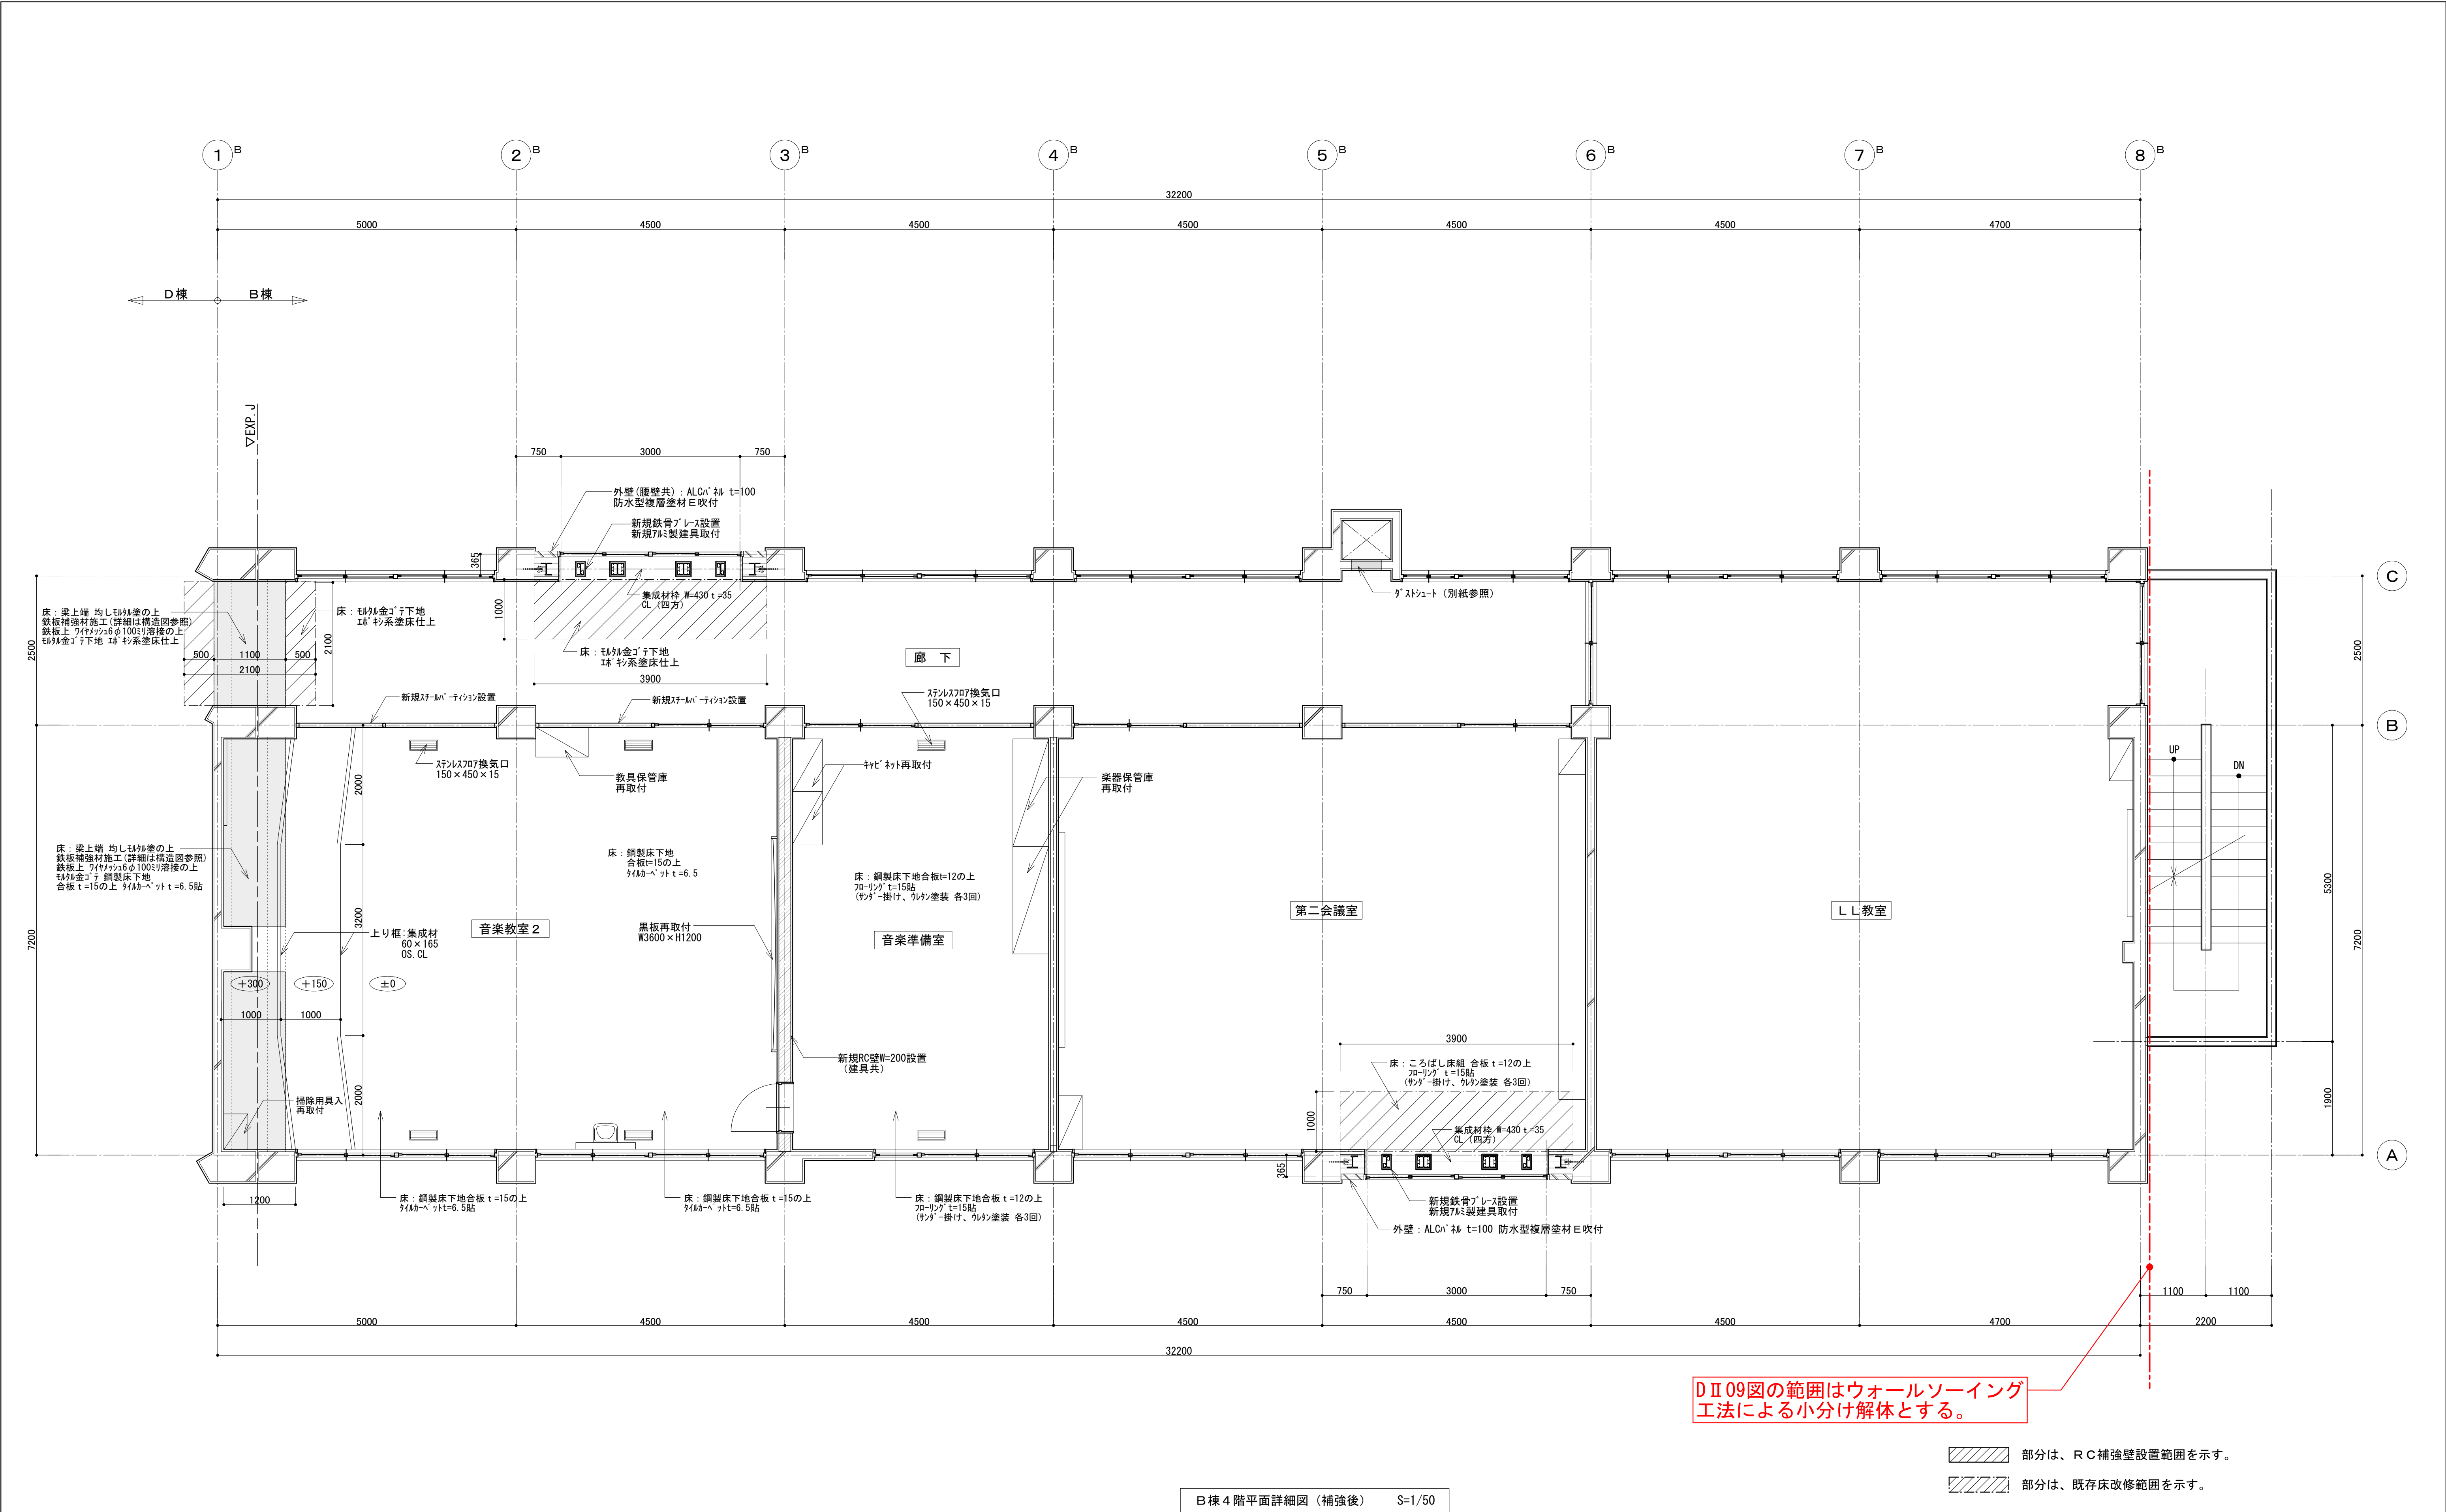 1 B
2 B
3 B
4 B
5 B
6 B
7 B
8 B
32200
5000
4500
4500
4500
4500
4500
4700
D棟
B棟
▽EXP.J
750
3000
750
外壁(腰壁共)：ALCﾊﾟﾈﾙ t=100
防水型複層塗材E吹付
新規鉄骨ﾌﾞﾚｰｽ設置
新規ｱﾙﾐ製建具取付
365
集成材枠 W=430 t=35
CL (四方)
1000
床：ﾓﾙﾀﾙ金ｺﾞﾃ下地
ｴﾎﾟｷｼ系塗床仕上
3900
ﾀﾞｽﾄｼｭｰﾄ (別紙参照)
C
床：梁上端 均しﾓﾙﾀﾙ塗の上
鉄板補強材施工(詳細は構造図参照)
鉄板上 ﾜｲﾔﾒｯｼｭ6φ100ﾐﾘ溶接の上
ﾓﾙﾀﾙ金ｺﾞﾃ下地 ｴﾎﾟｷｼ系塗床仕上
床：ﾓﾙﾀﾙ金ｺﾞﾃ下地
ｴﾎﾟｷｼ系塗床仕上
2100
500
1100
500
2100
2500
2500
廊 下
新規ｽﾁｰﾙﾊﾟｰﾃｨｼｮﾝ設置
新規ｽﾁｰﾙﾊﾟｰﾃｨｼｮﾝ設置
ｽﾃﾝﾚｽﾌﾛｱ換気口
150×450×15
B
ｽﾃﾝﾚｽﾌﾛｱ換気口
150×450×15
教具保管庫
再取付
ｷｬﾋﾞﾈｯﾄ再取付
楽器保管庫
再取付
UP
DN
2000
床：梁上端 均しﾓﾙﾀﾙ塗の上
鉄板補強材施工(詳細は構造図参照)
鉄板上 ﾜｲﾔﾒｯｼｭ6φ100ﾐﾘ溶接の上
ﾓﾙﾀﾙ金ｺﾞﾃ 鋼製床下地
合板t=15の上 ﾀｲﾙｶｰﾍﾟｯﾄt=6.5貼
床：鋼製床下地
合板t=15の上
ﾀｲﾙｶｰﾍﾟｯﾄt=6.5
床：鋼製床下地合板t=12の上
ﾌﾛｰﾘﾝｸﾞt=15貼
(ｻﾝﾀﾞｰ掛け、ｳﾚﾀﾝ塗装 各3回)
7200
3200
上り框：集成材
60×165
OS.CL
音楽教室2
黒板再取付
W3600×H1200
音楽準備室
第二会議室
LL教室
5300
7200
+300
+150
±0
1000
1000
新規RC壁W=200設置
(建具共)
2000
掃除用具入
再取付
3900
床：ころばし床組 合板t=12の上
ﾌﾛｰﾘﾝｸﾞt=15貼
(ｻﾝﾀﾞｰ掛け、ｳﾚﾀﾝ塗装 各3回)
1000
集成材枠 W=430 t=35
CL (四方)
1900
A
365
1200
床：鋼製床下地合板t=15の上
ﾀｲﾙｶｰﾍﾟｯﾄt=6.5貼
床：鋼製床下地合板t=15の上
ﾀｲﾙｶｰﾍﾟｯﾄt=6.5貼
床：鋼製床下地合板t=12の上
ﾌﾛｰﾘﾝｸﾞt=15貼
(ｻﾝﾀﾞｰ掛け、ｳﾚﾀﾝ塗装 各3回)
新規鉄骨ﾌﾞﾚｰｽ設置
新規ｱﾙﾐ製建具取付
外壁：ALCﾊﾟﾈﾙ t=100 防水型複層塗材E吹付
750
3000
750
1100
1100
5000
4500
4500
4500
4500
4500
4700
2200
32200
DⅡ09図の範囲はウォールソーイング
工法による小分け解体とする。
部分は、RC補強壁設置範囲を示す。
部分は、既存床改修範囲を示す。
B棟4階平面詳細図（補強後） S=1/50